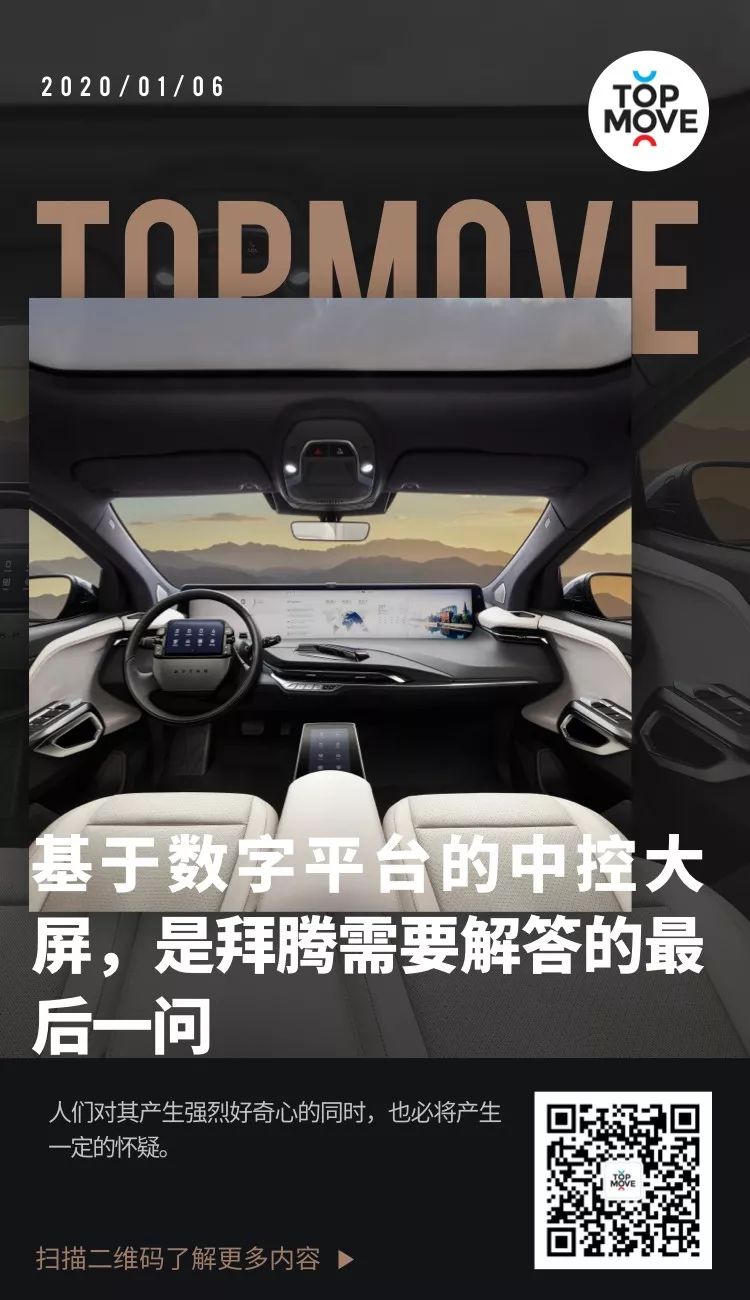 2020/01/06
TOP
MOVE
TOPMOVE
基于数字平台的中控大
屏，是拜腾需要解答的最
后一问
人们对其产生强烈好奇心的同时，也必将产生
一定的怀疑。
TOP
MOVE
扫描二维码了解更多内容